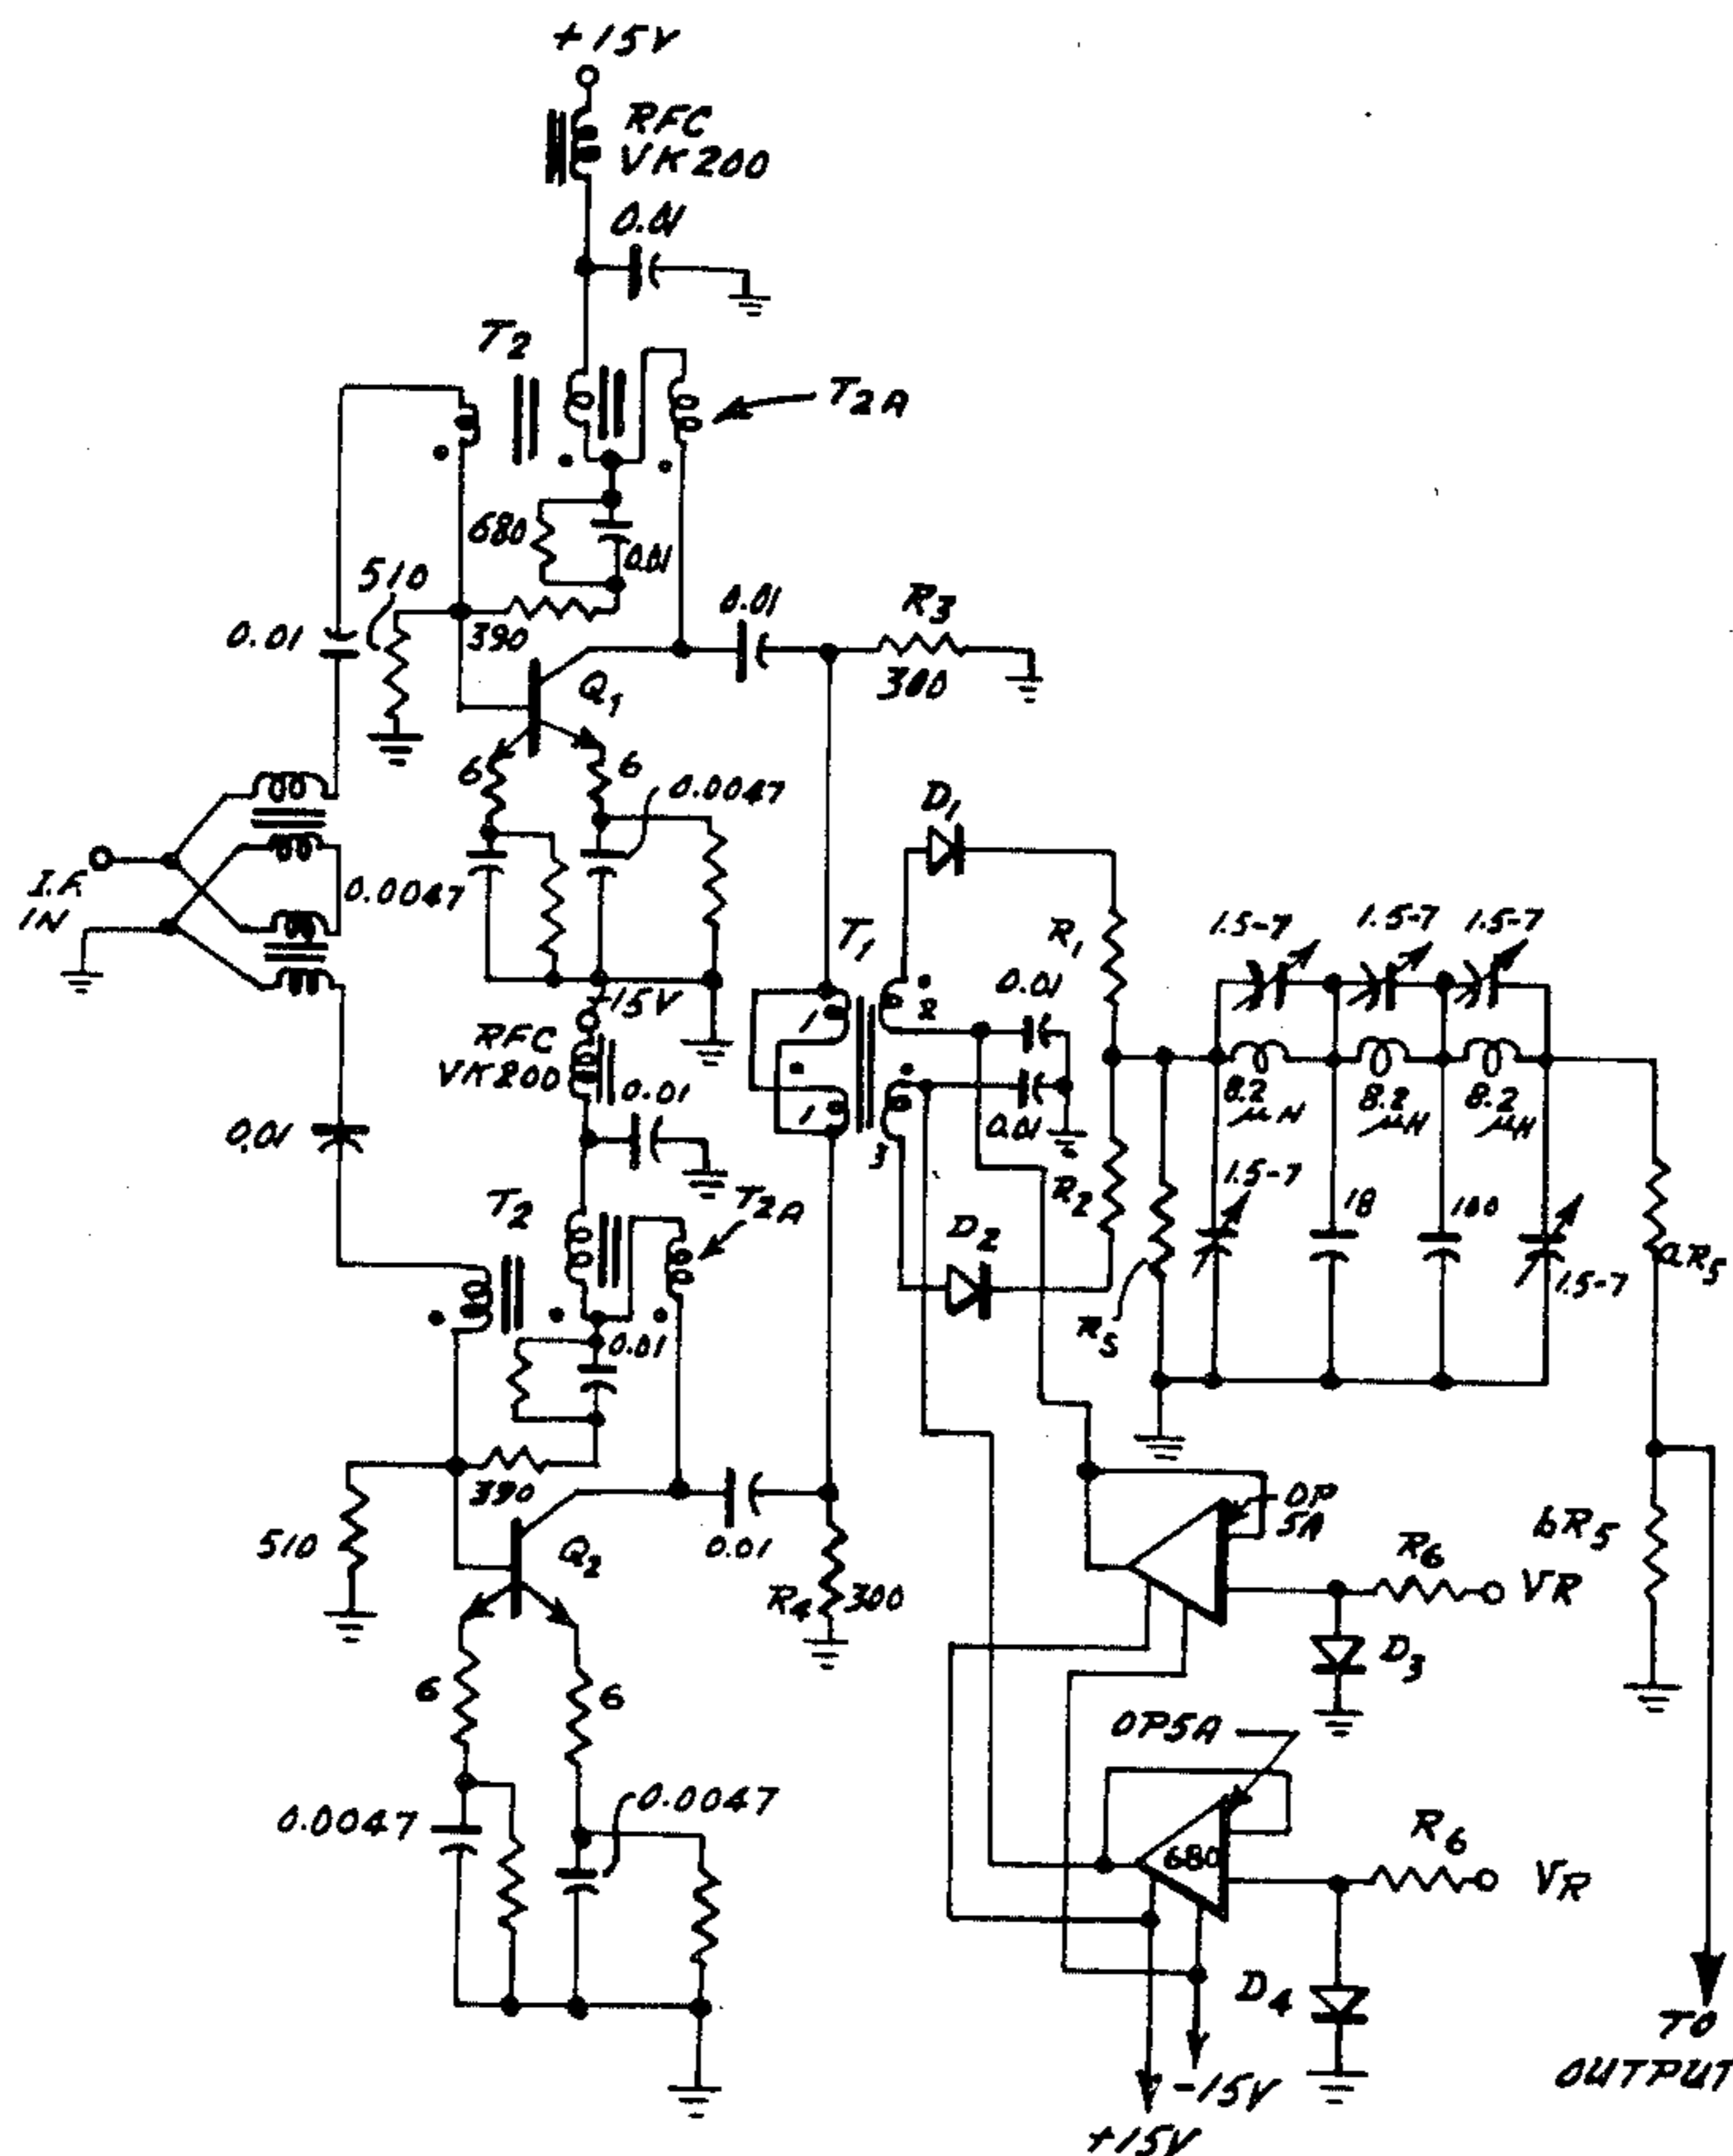 +15V
RFC
VK200
0.01
T2
T2A
680
0.01
510
390
0.01
0.01
R3
300
Q1
6
6
0.0047
D1
I.F.
IN
0.0047
T1
R1
1.5-7
1.5-7
1.5-7
+15V
1
2
0.01
RFC
VK200
0.01
1
3
0.01
8.2
μH
8.2
μH
8.2
μH
0.01
T2
T2A
R2
1.5-7
18
100
1.5-7
aR5
D2
R5
0.01
390
510
Q2
0.01
R4
300
OP
5A
R6
VR
bR5
D3
6
6
OP5A
0.0047
0.0047
680
R6
VR
D4
-15V
+15V
TO
OUTPUT